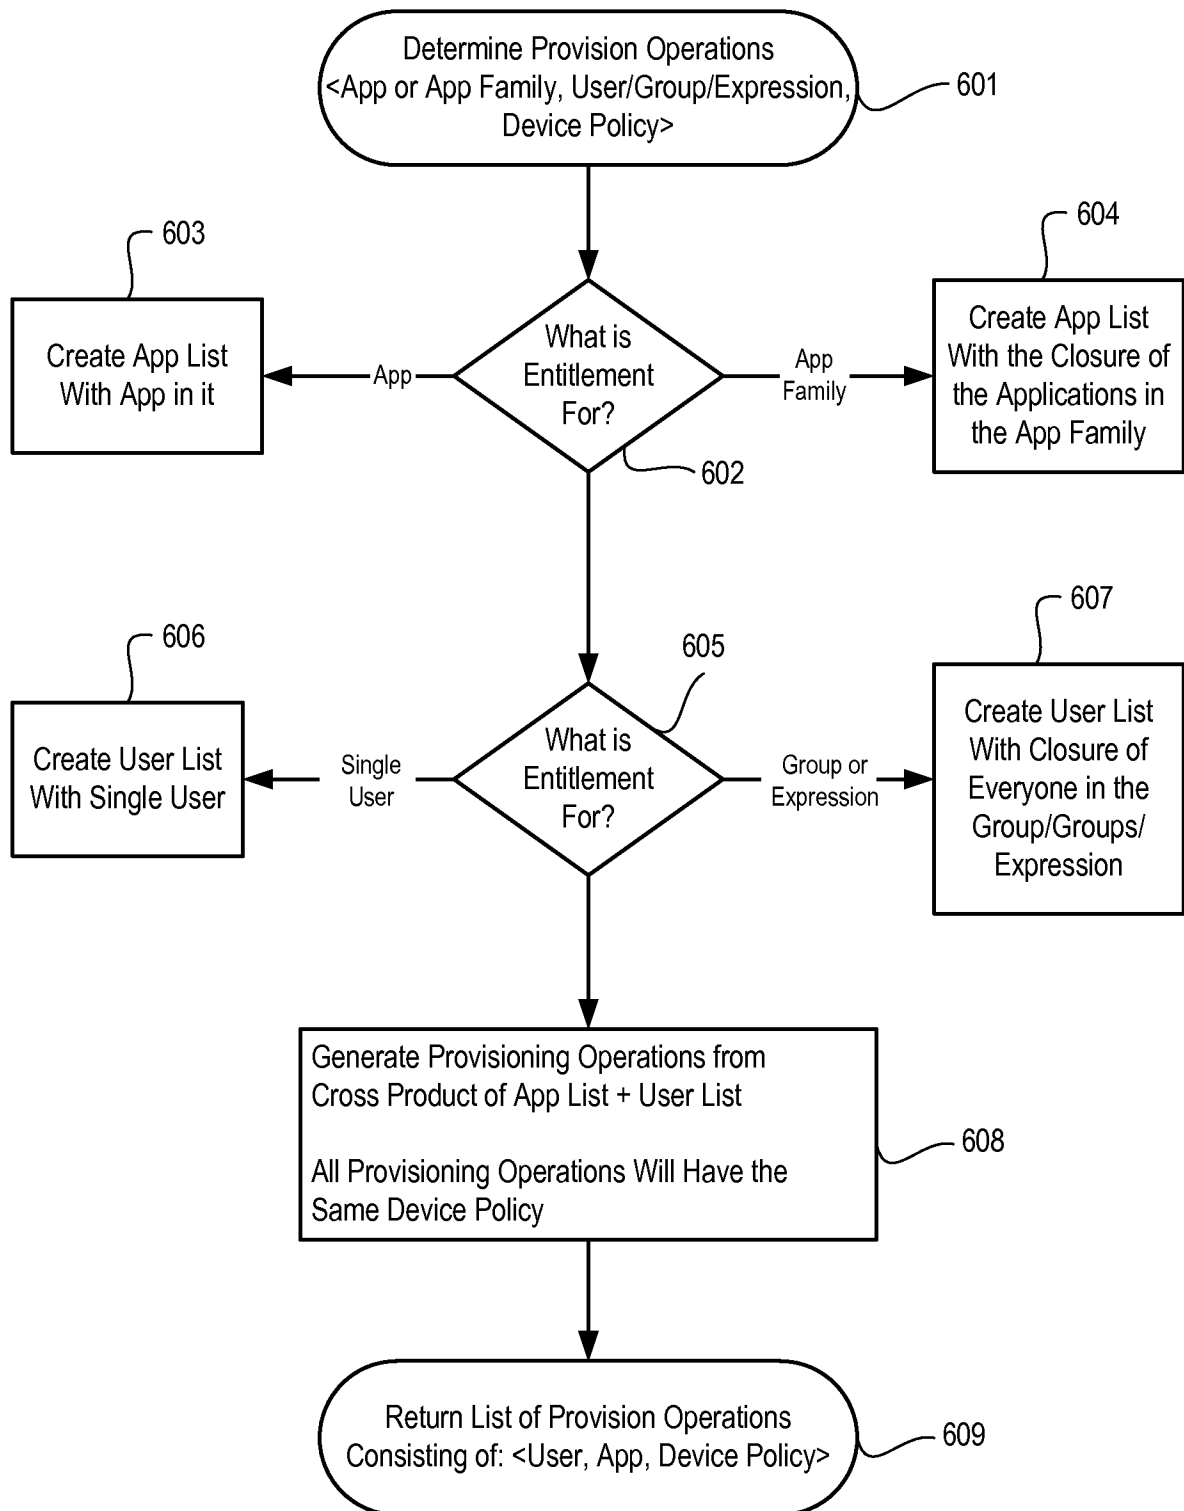 Determine Provision Operations
<App or App Family, User/Group/Expression,
Device Policy>
601
603
604
Create App List
With App in it
App
What is
Entitlement
For?
App
Family
Create App List
With the Closure of
the Applications in
the App Family
602
606
605
607
Create User List
With Single User
Single
User
What is
Entitlement
For?
Group or
Expression
Create User List
With Closure of
Everyone in the
Group/Groups/
Expression
Generate Provisioning Operations from
Cross Product of App List + User List
All Provisioning Operations Will Have the
Same Device Policy
608
Return List of Provision Operations
Consisting of: <User, App, Device Policy>
609